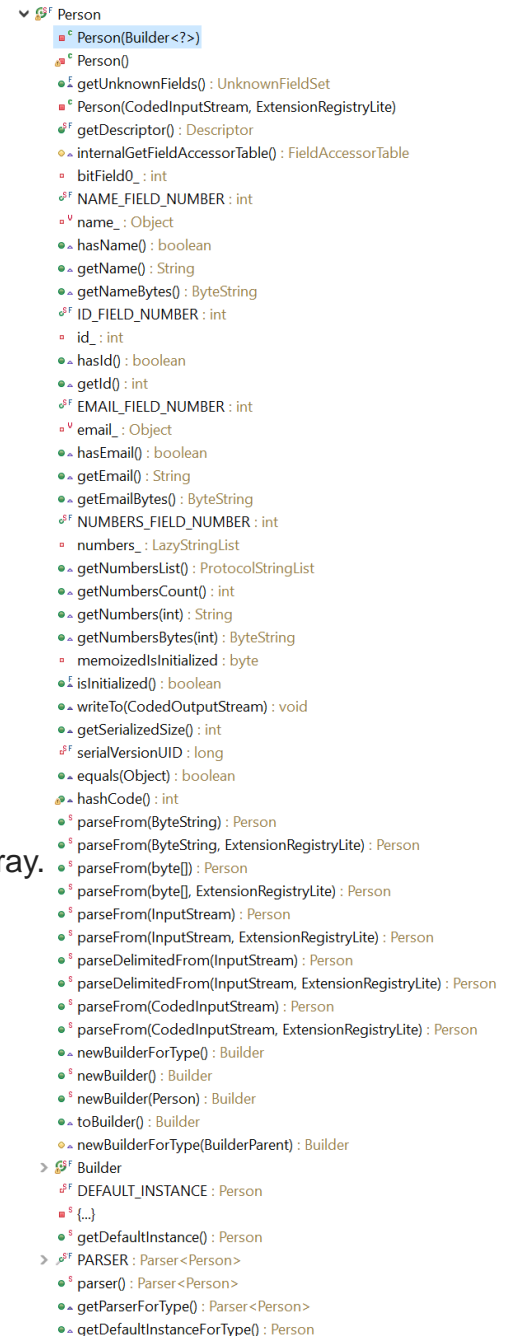 Person
Person(Builder<?>)
Person()
getUnknownFields() : UnknownFieldSet
Person(CodedInputStream, ExtensionRegistryLite)
getDescriptor() : Descriptor
internalGetFieldAccessorTable() : FieldAccessorTable
bitField0_ : int
NAME_FIELD_NUMBER : int
name_ : Object
hasName() : boolean
getName() : String
getNameBytes() : ByteString
ID_FIELD_NUMBER : int
id_ : int
hasId() : boolean
getId() : int
EMAIL_FIELD_NUMBER : int
email_ : Object
hasEmail() : boolean
getEmail() : String
getEmailBytes() : ByteString
NUMBERS_FIELD_NUMBER : int
numbers_ : LazyStringList
getNumbersList() : ProtocolStringList
getNumbersCount() : int
getNumbers(int) : String
getNumbersBytes(int) : ByteString
memoizedIsInitialized : byte
isInitialized() : boolean
writeTo(CodedOutputStream) : void
getSerializedSize() : int
serialVersionUID : long
equals(Object) : boolean
hashCode() : int
parseFrom(ByteString) : Person
parseFrom(ByteString, ExtensionRegistryLite) : Person
ray. parseFrom(byte[]) : Person
parseFrom(byte[], ExtensionRegistryLite) : Person
parseFrom(InputStream) : Person
parseFrom(InputStream, ExtensionRegistryLite) : Person
parseDelimitedFrom(InputStream) : Person
parseDelimitedFrom(InputStream, ExtensionRegistryLite) : Person
parseFrom(CodedInputStream) : Person
parseFrom(CodedInputStream, ExtensionRegistryLite) : Person
newBuilderForType() : Builder
newBuilder() : Builder
newBuilder(Person) : Builder
toBuilder() : Builder
newBuilderForType(BuilderParent) : Builder
Builder
DEFAULT_INSTANCE : Person
{...}
getDefaultInstance() : Person
PARSER : Parser<Person>
parser() : Parser<Person>
getParserForType() : Parser<Person>
getDefaultInstanceForType() : Person